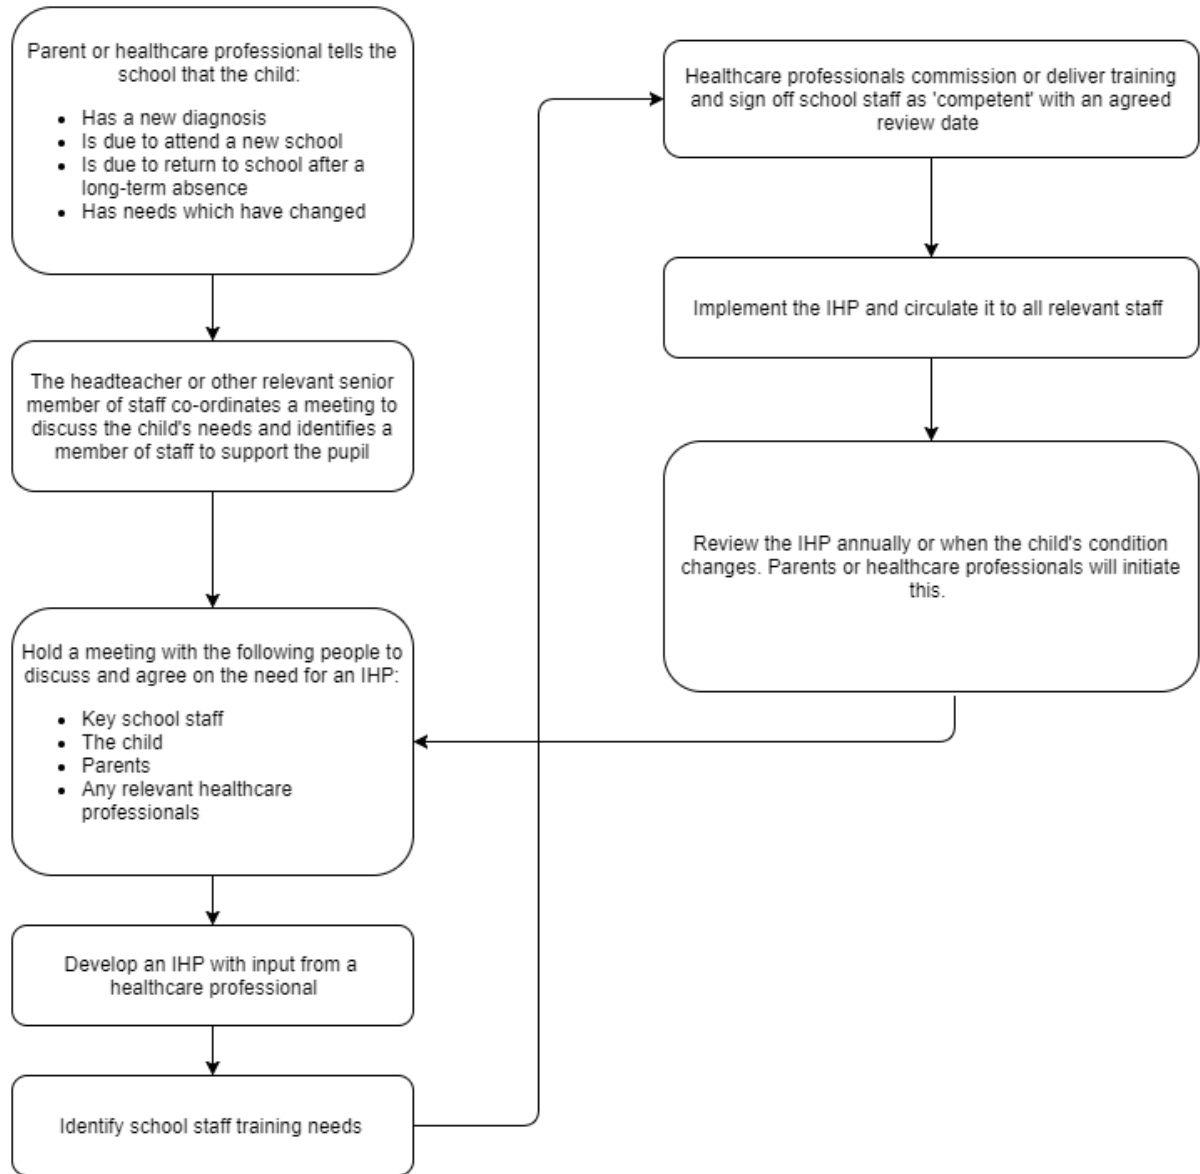 Parent or healthcare professional tells the
school that the child:
• Has a new diagnosis
• Is due to attend a new school
• Is due to return to school after a
long-term absence
• Has needs which have changed
The headteacher or other relevant senior
member of staff co-ordinates a meeting to
discuss the child's needs and identifies a
member of staff to support the pupil
Hold a meeting with the following people to
discuss and agree on the need for an IHP:
• Key school staff
• The child
• Parents
• Any relevant healthcare
professionals
Develop an IHP with input from a
healthcare professional
Identify school staff training needs
Healthcare professionals commission or deliver training
and sign off school staff as 'competent' with an agreed
review date
Implement the IHP and circulate it to all relevant staff
Review the IHP annually or when the child's condition
changes. Parents or healthcare professionals will initiate
this.